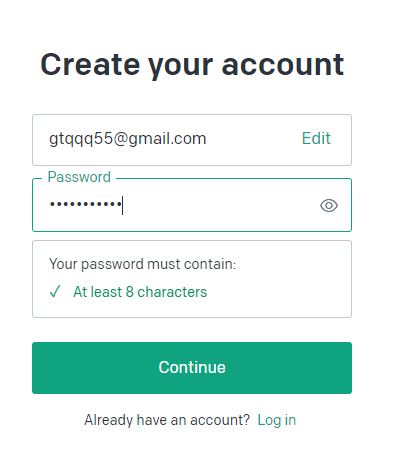 Create your account
gtqqq55@gmail.com Edit
Password
•••••••••••
Your password must contain:
✓ At least 8 characters
Continue
Already have an account? Log in